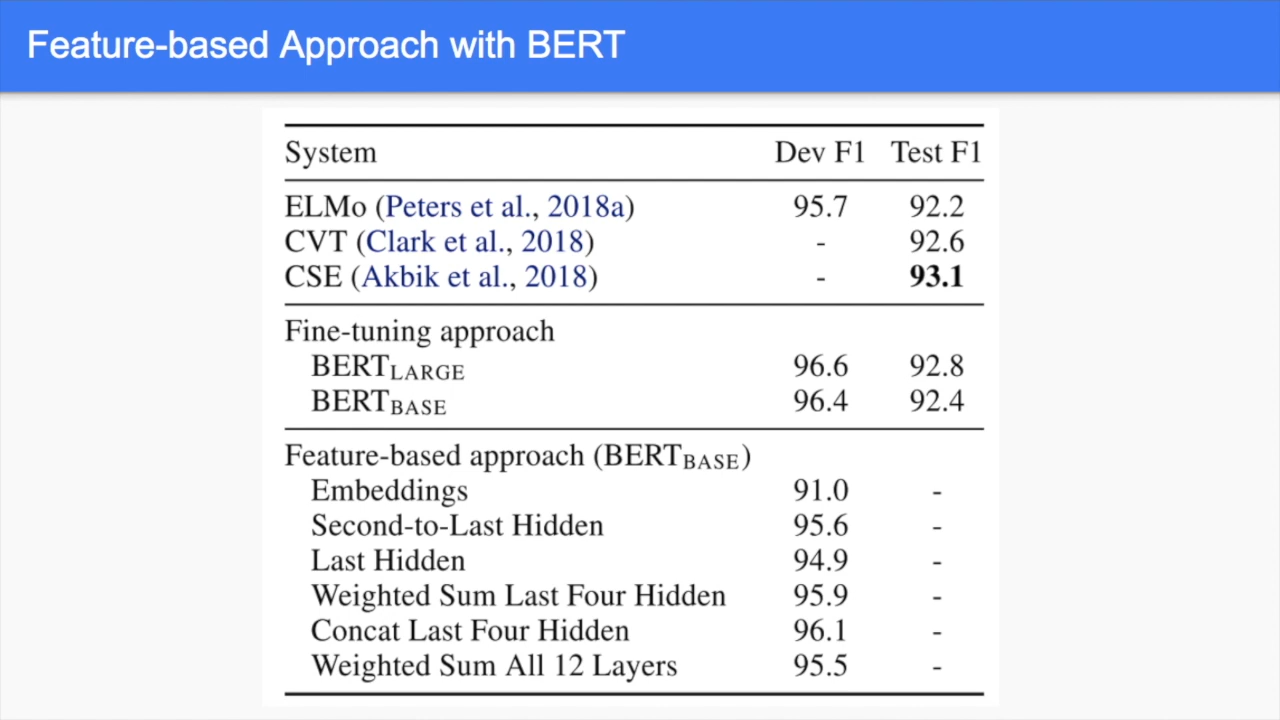 Feature-based Approach with BERT
System Dev F1 Test F1
ELMo (Peters et al., 2018a) 95.7 92.2
CVT (Clark et al., 2018) - 92.6
CSE (Akbik et al., 2018) - 93.1
Fine-tuning approach
BERTLARGE 96.6 92.8
BERTBASE 96.4 92.4
Feature-based approach (BERTBASE)
Embeddings 91.0 -
Second-to-Last Hidden 95.6 -
Last Hidden 94.9 -
Weighted Sum Last Four Hidden 95.9 -
Concat Last Four Hidden 96.1 -
Weighted Sum All 12 Layers 95.5 -